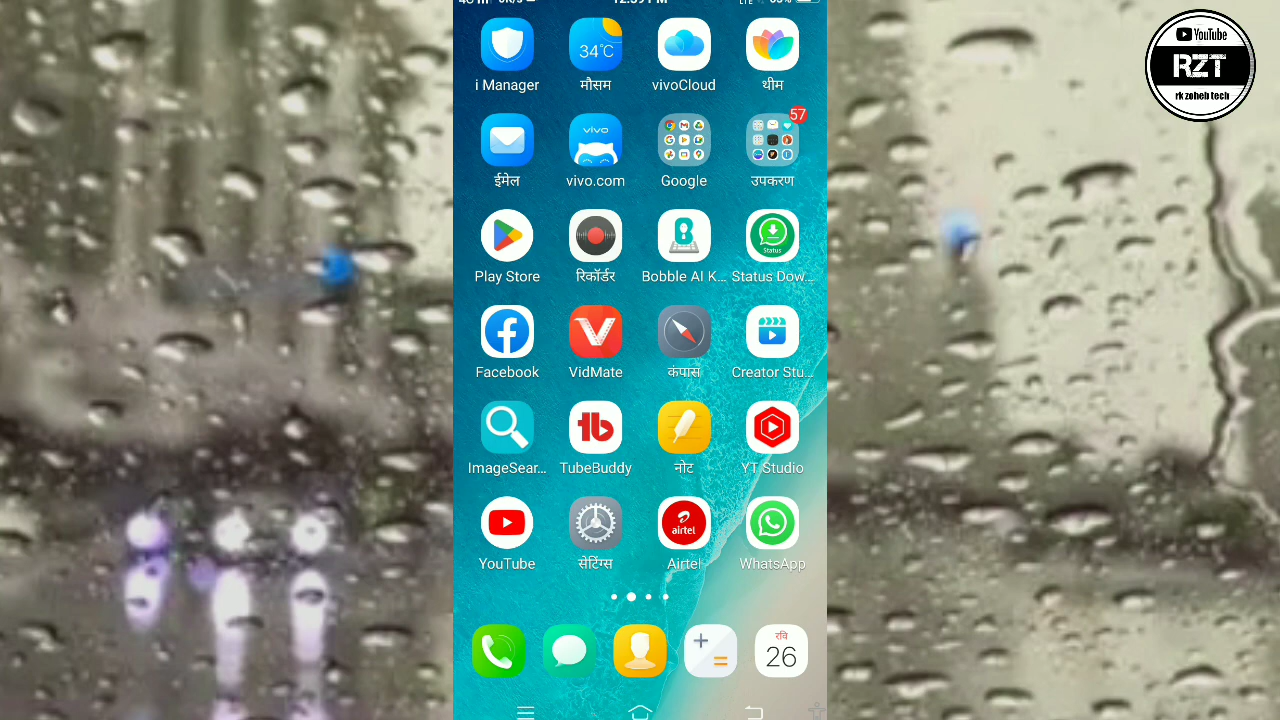 34°C
i Manager
मौसम
vivoCloud
थीम
vivo
57
ईमेल
vivo.com
Google
उपकरण
Status
Play Store
रिकॉर्डर
Bobble AI K...
Status Dow...
Facebook
VidMate
कंपास
Creator Stu...
ImageSear...
TubeBuddy
नोट
YT Studio
airtel
YouTube
सेटिंग्स
Airtel
WhatsApp
रवि
26
YouTube
RZT
rk zoheb tech